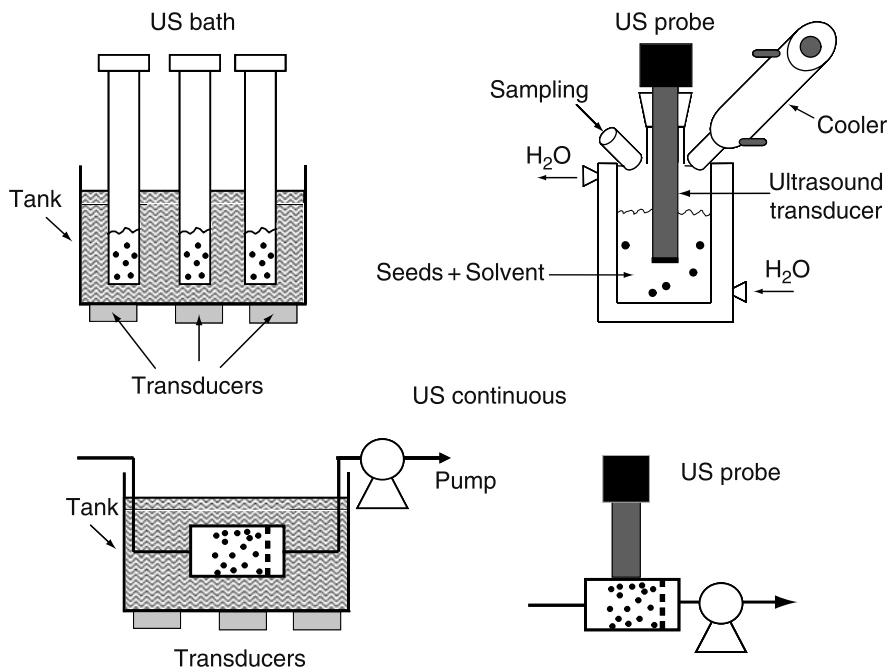 US bath
US probe
Sampling
Cooler
H₂O
Tank
Ultrasound
transducer
Seeds + Solvent
H₂O
Transducers
US continuous
Pump
US probe
Tank
Transducers